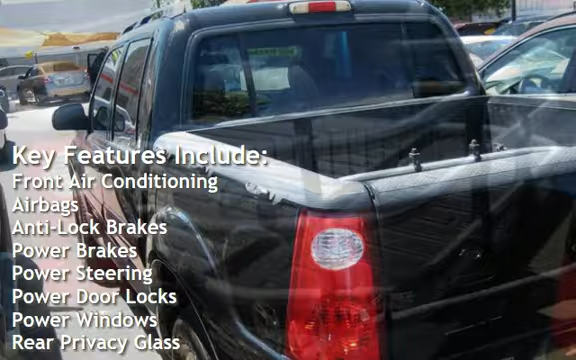 Key Features Include:
Front Air Conditioning
Airbags
Anti-Lock Brakes
Power Brakes
Power Steering
Power Door Locks
Power Windows
Rear Privacy Glass